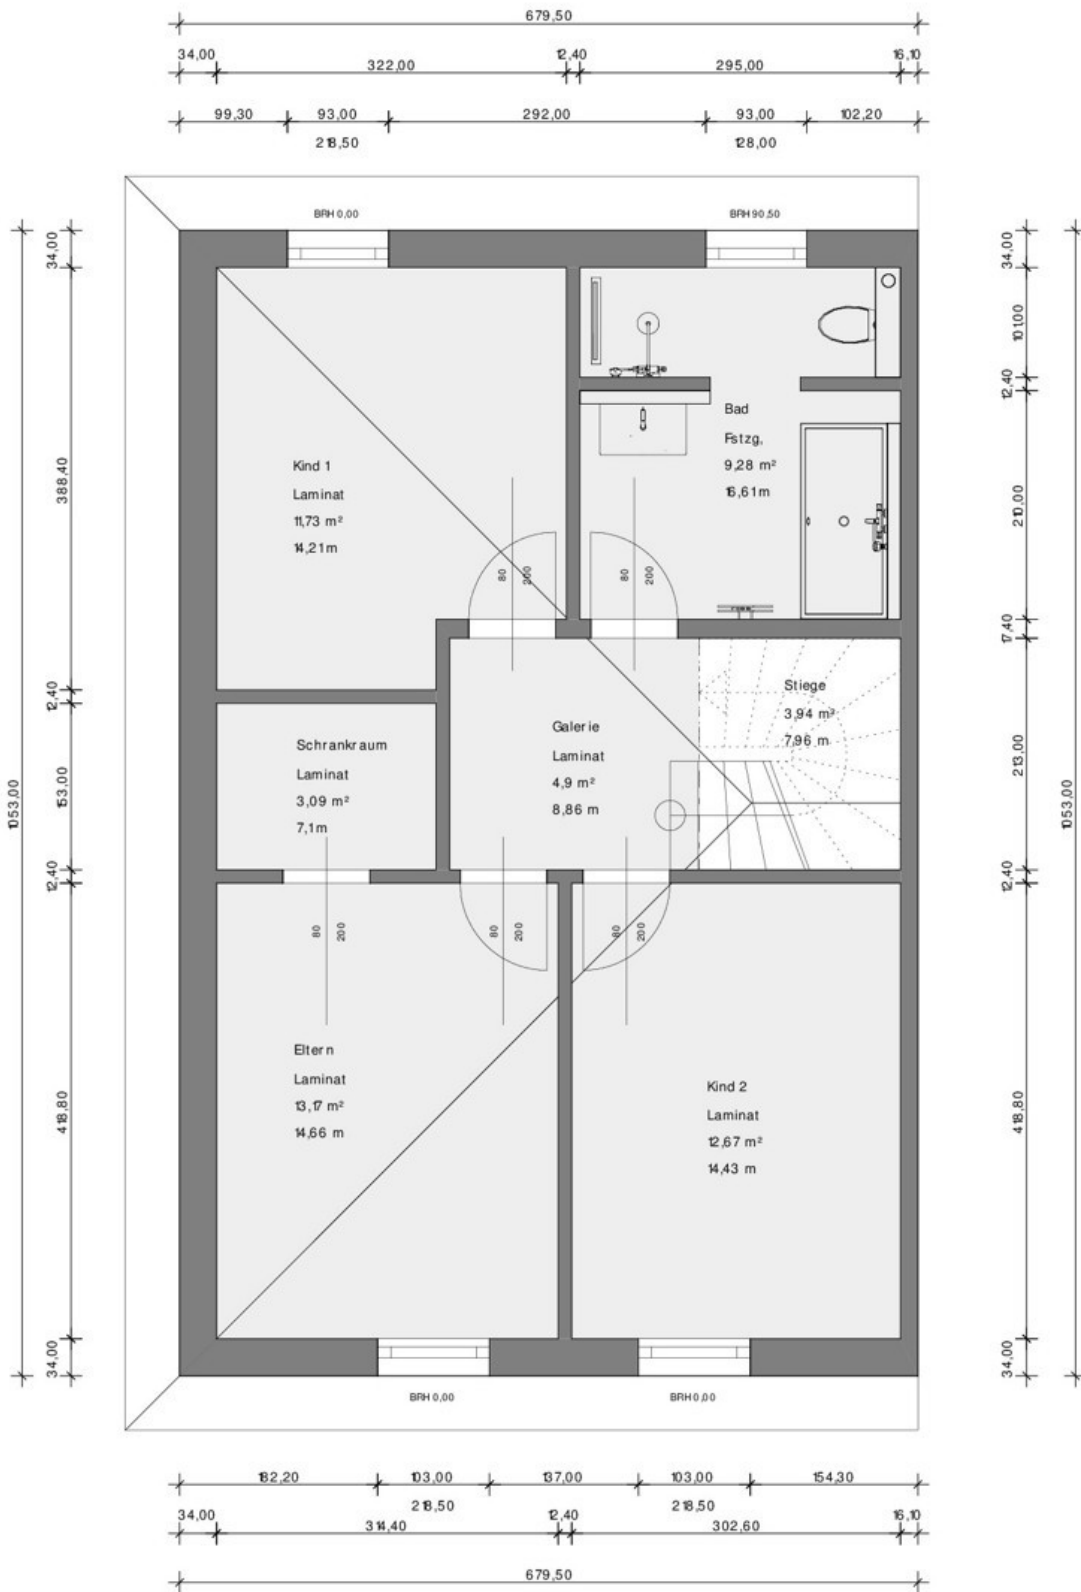 679,50
34,00 322,00 12,40 295,00 16,10
99,30 93,00 292,00 93,00 102,20
218,50 128,00
BRH 0,00 BRH 90,50
34,00
388,40
12,40
153,00
12,40
418,80
34,00
1053,00
34,00
101,00
12,40
210,00
17,40
213,00
12,40
418,80
34,00
1053,00
Bad
Fstzg,
9,28 m²
16,61m
Kind 1
Laminat
11,73 m²
14,21m
80 200
80 200
Stiege
3,94 m²
7,96 m
Galerie
Laminat
4,9 m²
8,86 m
Schrankraum
Laminat
3,09 m²
7,1m
80 200
80 200
80 200
Eltern
Laminat
13,17 m²
14,66 m
Kind 2
Laminat
12,67 m²
14,43 m
BRH 0,00 BRH 0,00
182,20 103,00 137,00 103,00 154,30
218,50 218,50
34,00 314,40 12,40 302,60 16,10
679,50